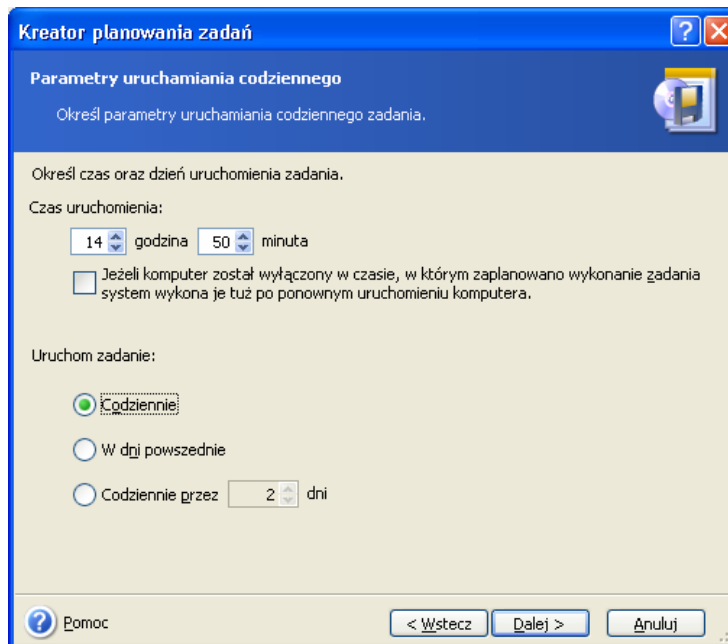 Kreator planowania zadań
Parametry uruchamiania codziennego
Określ parametry uruchamiania codziennego zadania.
Określ czas oraz dzień uruchomienia zadania.
Czas uruchomienia:
14 godzina 50 minuta
Jeżeli komputer został wyłączony w czasie, w którym zaplanowano wykonanie zadania
system wykona je tuż po ponownym uruchomieniu komputera.
Uruchom zadanie:
Codziennie
W dni powszednie
Codziennie przez 2 dni
Pomoc < Wstecz Dalej > Anuluj